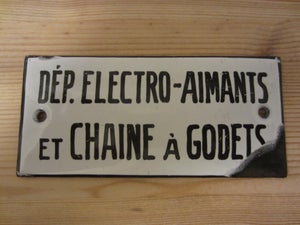 DÉP. ELECTRO-AIMANTS
ET CHAINE À GODETS